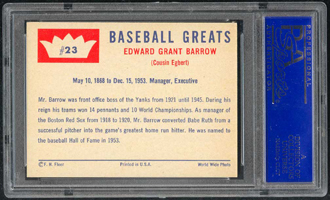 #23
BASEBALL GREATS
EDWARD GRANT BARROW
(Cousin Egbert)
May 10, 1868 to Dec. 15, 1953. Manager, Executive
Mr. Barrow was front office boss of the Yanks from 1921 until 1945. During his
reign his teams won 14 pennants and 10 World Championships. As manager
of the Boston Red Sox from 1918 to 1920. Mr. Barrow converted Babe Ruth from a
successful pitcher into the game's greatest home run hitter. He was named to the
baseball Hall of Fame in 1953.
© F. H. Fleer
Printed in U.S.A.
World Wide Photo
PROFESSIONAL
PSA